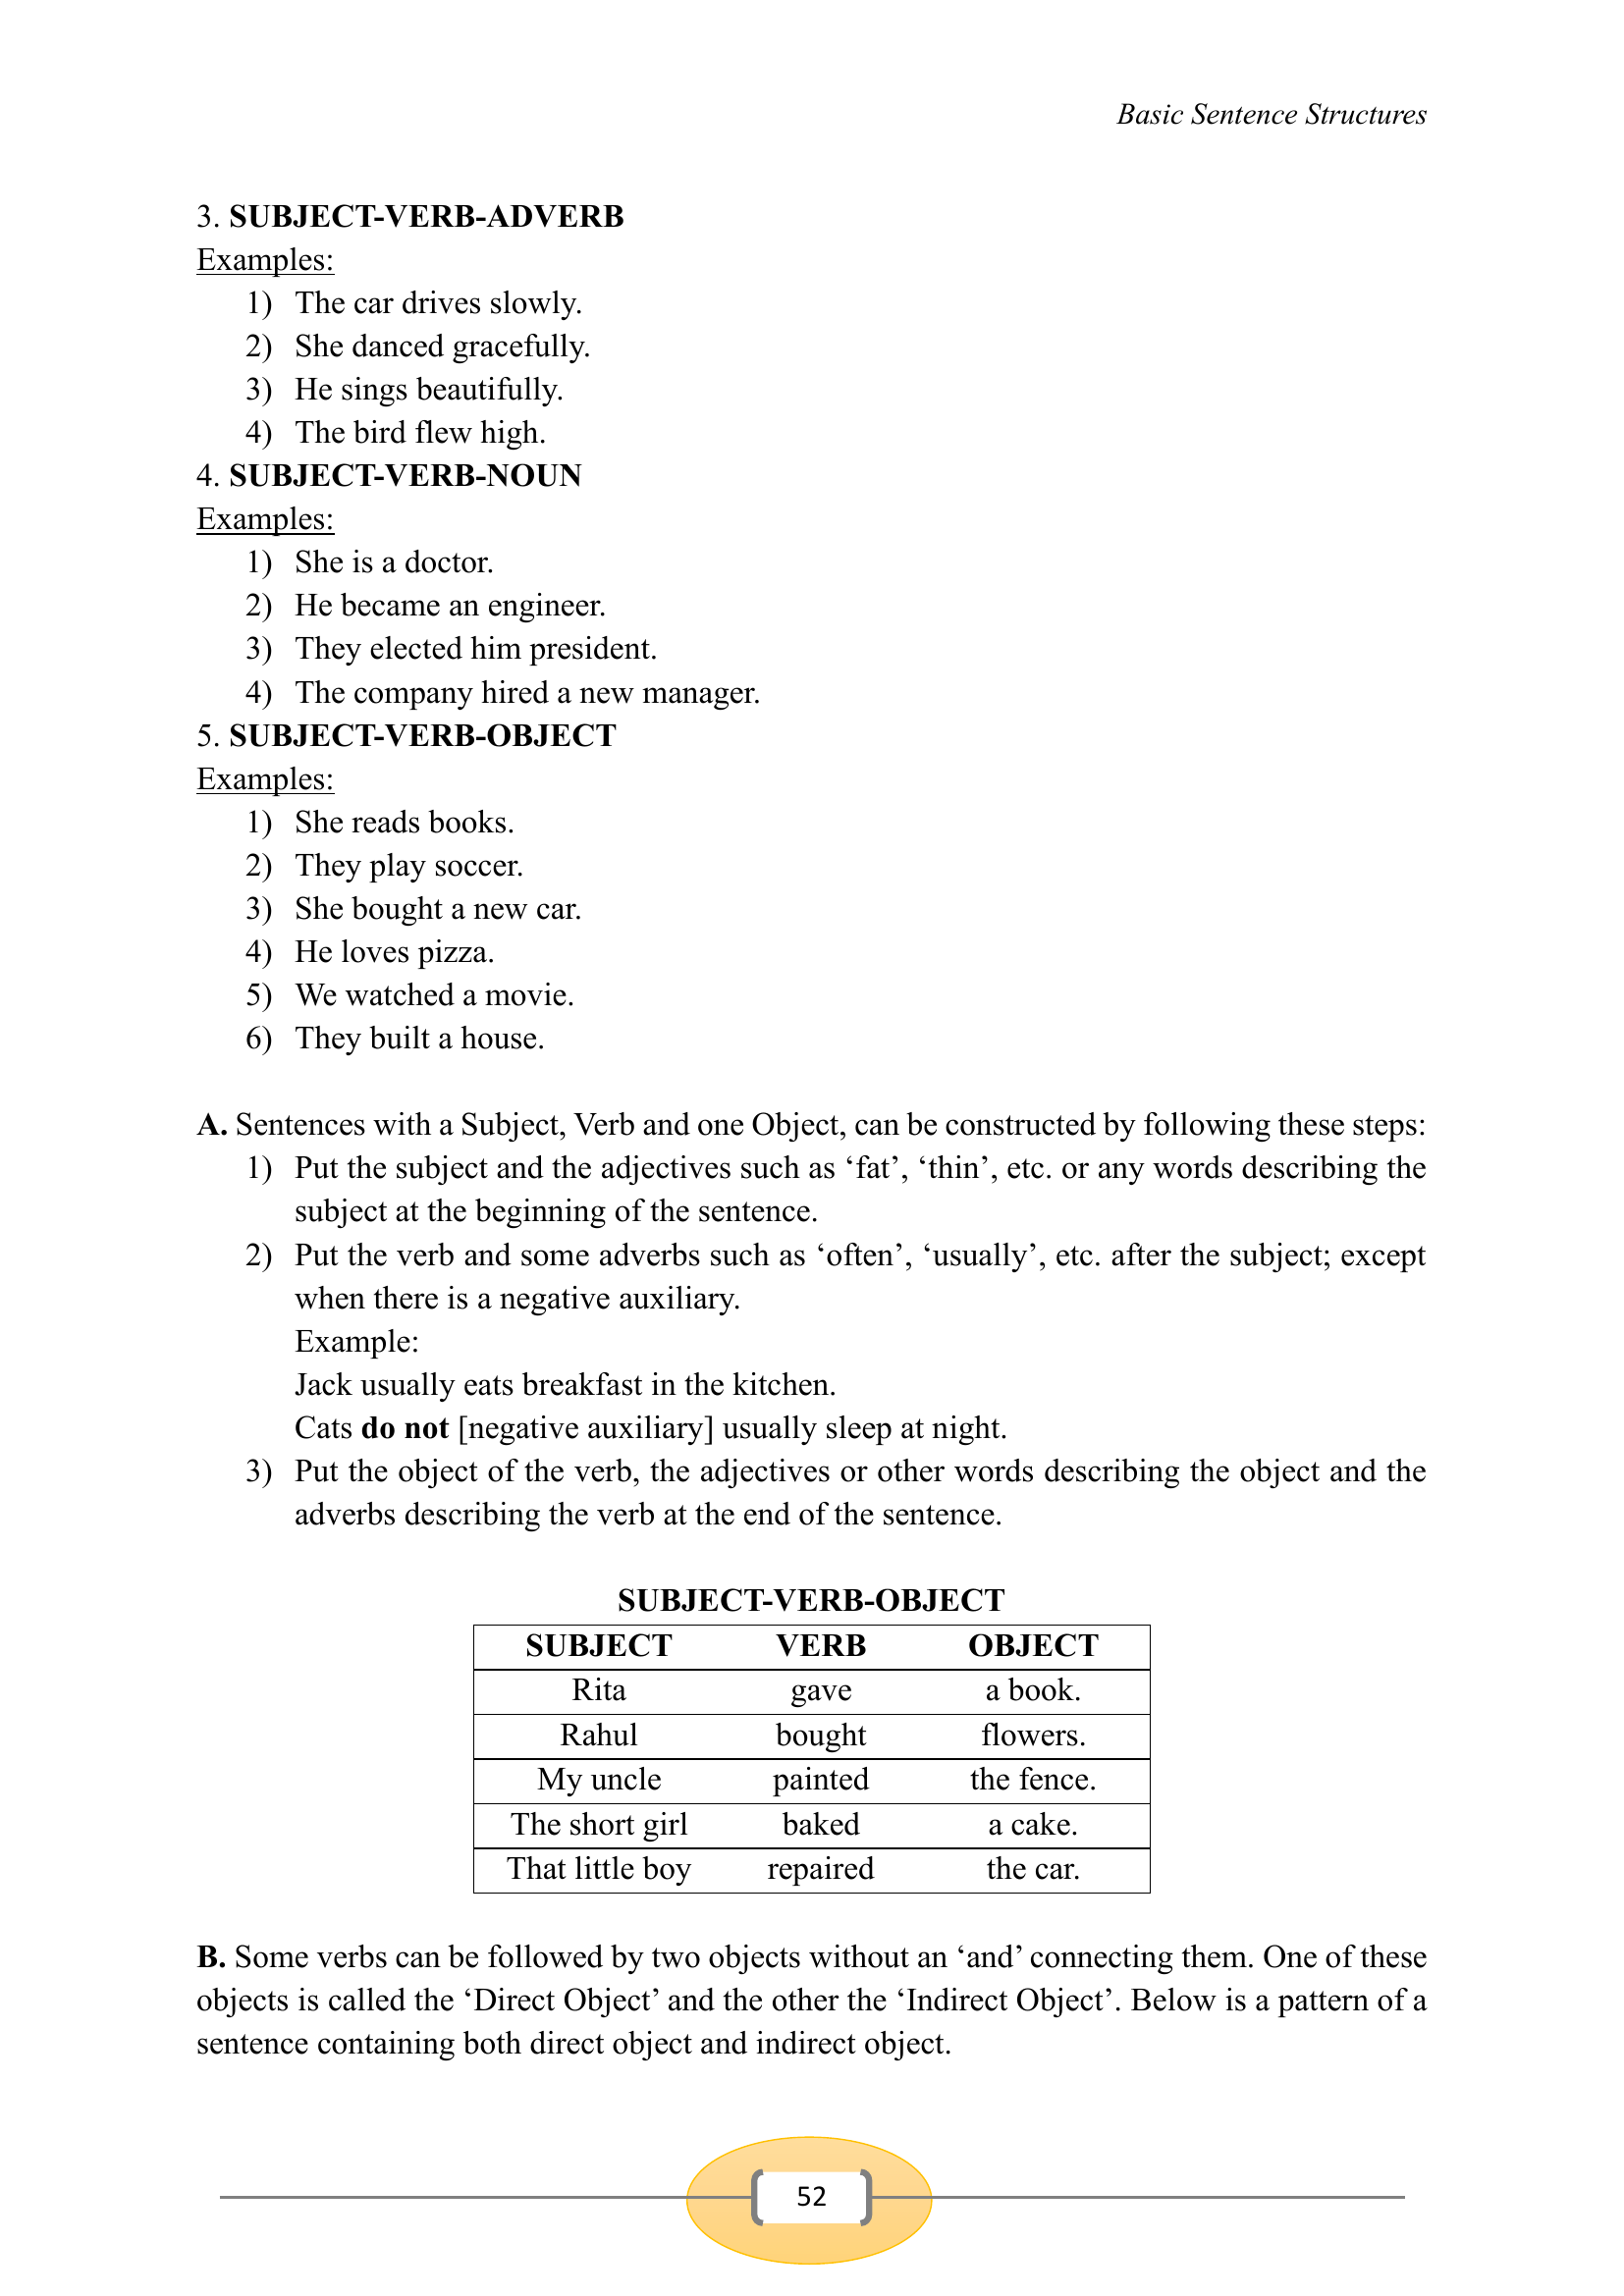 Basic Sentence Structures
3. SUBJECT-VERB-ADVERB
Examples:
1) The car drives slowly.
2) She danced gracefully.
3) He sings beautifully.
4) The bird flew high.
4. SUBJECT-VERB-NOUN
Examples:
1) She is a doctor.
2) He became an engineer.
3) They elected him president.
4) The company hired a new manager.
5. SUBJECT-VERB-OBJECT
Examples:
1) She reads books.
2) They play soccer.
3) She bought a new car.
4) He loves pizza.
5) We watched a movie.
6) They built a house.
A. Sentences with a Subject, Verb and one Object, can be constructed by following these steps:
1) Put the subject and the adjectives such as ‘fat’, ‘thin’, etc. or any words describing the
subject at the beginning of the sentence.
2) Put the verb and some adverbs such as ‘often’, ‘usually’, etc. after the subject; except
when there is a negative auxiliary.
Example:
Jack usually eats breakfast in the kitchen.
Cats do not [negative auxiliary] usually sleep at night.
3) Put the object of the verb, the adjectives or other words describing the object and the
adverbs describing the verb at the end of the sentence.
SUBJECT-VERB-OBJECT
SUBJECT VERB OBJECT
Rita gave a book.
Rahul bought flowers.
My uncle painted the fence.
The short girl baked a cake.
That little boy repaired the car.
B. Some verbs can be followed by two objects without an ‘and’ connecting them. One of these
objects is called the ‘Direct Object’ and the other the ‘Indirect Object’. Below is a pattern of a
sentence containing both direct object and indirect object.
52